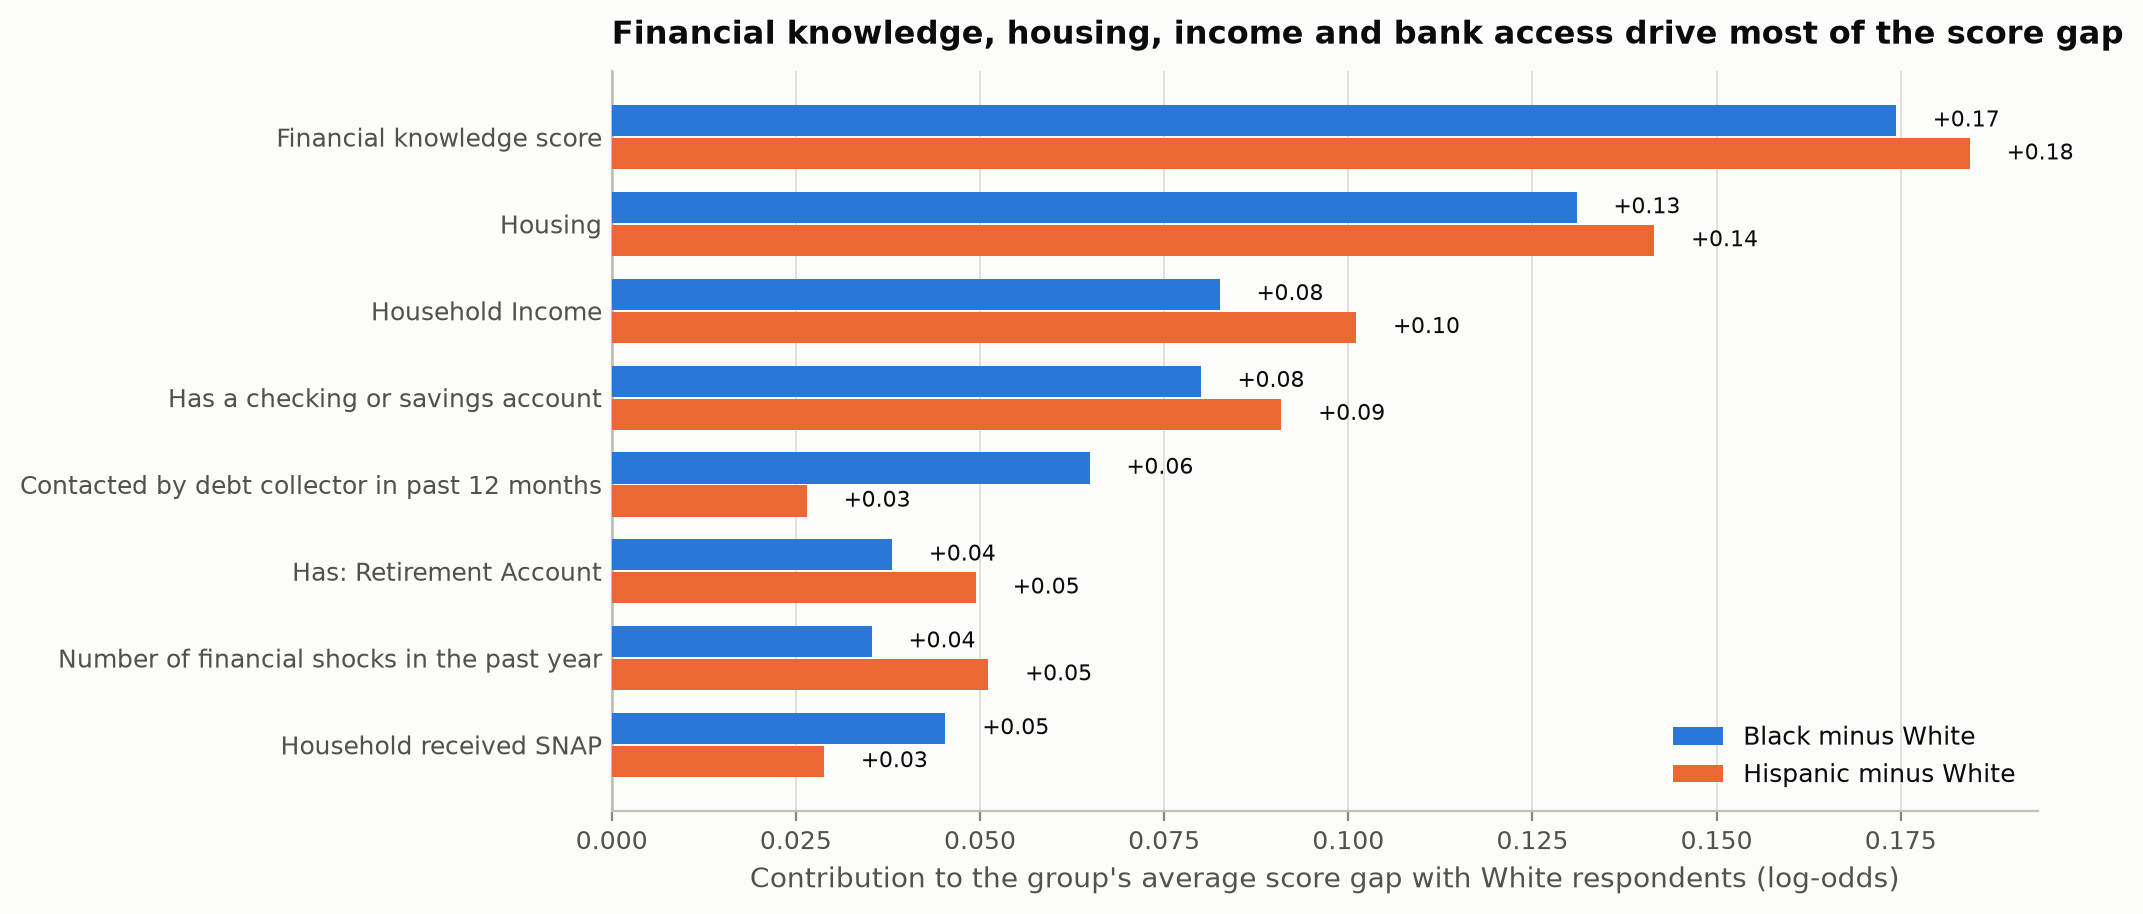 Financial knowledge, housing, income and bank access drive most of the score gap
Financial knowledge score
+0.17
+0.18
Housing
+0.13
+0.14
Household Income
+0.08
+0.10
Has a checking or savings account
+0.08
+0.09
Contacted by debt collector in past 12 months
+0.06
+0.03
Has: Retirement Account
+0.04
+0.05
Number of financial shocks in the past year
+0.04
+0.05
Household received SNAP
+0.05
+0.03
Black minus White
Hispanic minus White
0.000 0.025 0.050 0.075 0.100 0.125 0.150 0.175
Contribution to the group's average score gap with White respondents (log-odds)